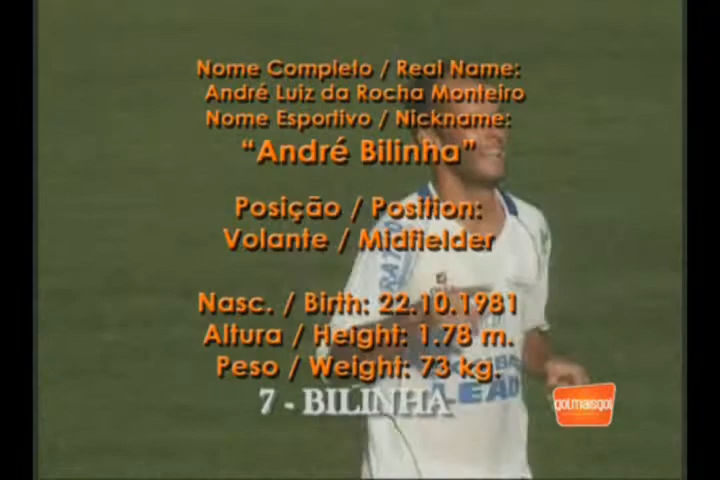 Nome Completo / Real Name:
André Luiz da Rocha Monteiro
Nome Esportivo / Nickname:
“André Bilinha”
Posição / Position:
Volante / Midfielder
Nasc. / Birth: 22.10.1981
Altura / Height: 1.78 m.
Peso / Weight: 73 kg.
LEAD
7 - BILINHA
golmaisgol